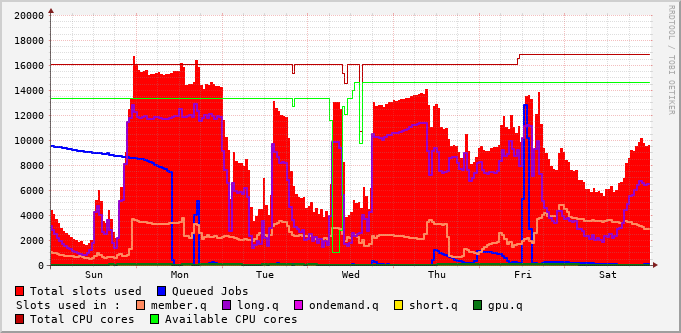 20000
18000
16000
14000
12000
10000
8000
6000
4000
2000
0
Sun Mon Tue Wed Thu Fri Sat
RRDTOOL / TOBI OETIKER
Total slots used Queued Jobs
Slots used in : member.q long.q ondemand.q short.q gpu.q
Total CPU cores Available CPU cores